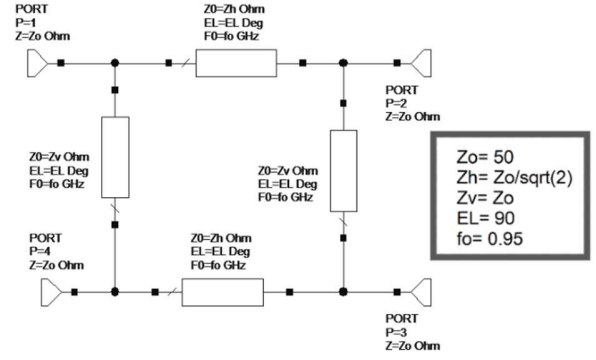 PORT
P=1
Z=Zo Ohm
Z0=Zh Ohm
EL=EL Deg
F0=fo GHz
PORT
P=2
Z=Zo Ohm
Z0=Zv Ohm
EL=EL Deg
F0=fo GHz
Z0=Zv Ohm
EL=EL Deg
F0=fo GHz
Zo= 50
Zh= Zo/sqrt(2)
Zv= Zo
EL= 90
fo= 0.95
PORT
P=4
Z=Zo Ohm
Z0=Zh Ohm
EL=EL Deg
F0=fo GHz
PORT
P=3
Z=Zo Ohm